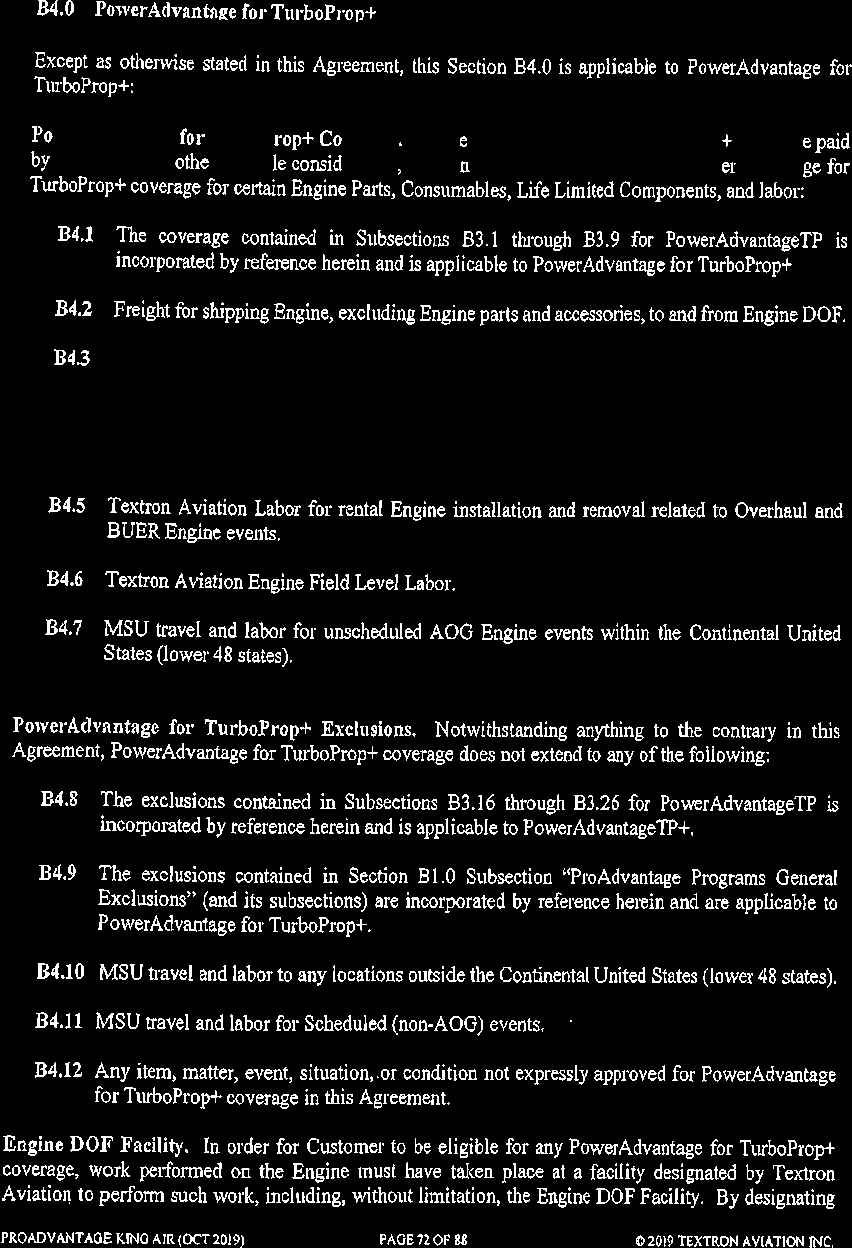 B4.0 PowerAdvantage for TurboProp+
Except as otherwise stated in this Agreement, this Section B4.0 is applicable to PowerAdvantage for
TurboProp+:
Po for rop+ Co . e + e paid
by othe le consid , n er ge for
TurboProp+ coverage for certain Engine Parts, Consumables, Life Limited Components, and labor:
B4.1 The coverage contained in Subsections B3.1 through B3.9 for PowerAdvantageTP is
incorporated by reference herein and is applicable to PowerAdvantage for TurboProp+
B4.2 Freight for shipping Engine, excluding Engine parts and accessories, to and from Engine DOF.
B4.3
B4.5 Textron Aviation Labor for rental Engine installation and removal related to Overhaul and
BUER Engine events.
B4.6 Textron Aviation Engine Field Level Labor.
B4.7 MSU travel and labor for unscheduled AOG Engine events within the Continental United
States (lower 48 states).
PowerAdvantage for TurboProp+ Exclusions. Notwithstanding anything to the contrary in this
Agreement, PowerAdvantage for TurboProp+ coverage does not extend to any of the following:
B4.8 The exclusions contained in Subsections B3.16 through B3.26 for PowerAdvantageTP is
incorporated by reference herein and is applicable to PowerAdvantageTP+.
B4.9 The exclusions contained in Section B1.0 Subsection “ProAdvantage Programs General
Exclusions” (and its subsections) are incorporated by reference herein and are applicable to
PowerAdvantage for TurboProp+.
B4.10 MSU travel and labor to any locations outside the Continental United States (lower 48 states).
B4.11 MSU travel and labor for Scheduled (non-AOG) events.
B4.12 Any item, matter, event, situation, or condition not expressly approved for PowerAdvantage
for TurboProp+ coverage in this Agreement.
Engine DOF Facility. In order for Customer to be eligible for any PowerAdvantage for TurboProp+
coverage, work performed on the Engine must have taken place at a facility designated by Textron
Aviation to perform such work, including, without limitation, the Engine DOF Facility. By designating
PROADVANTAGE KING AIR (OCT 2019) PAGE 72 OF 88 © 2019 TEXTRON AVIATION INC.